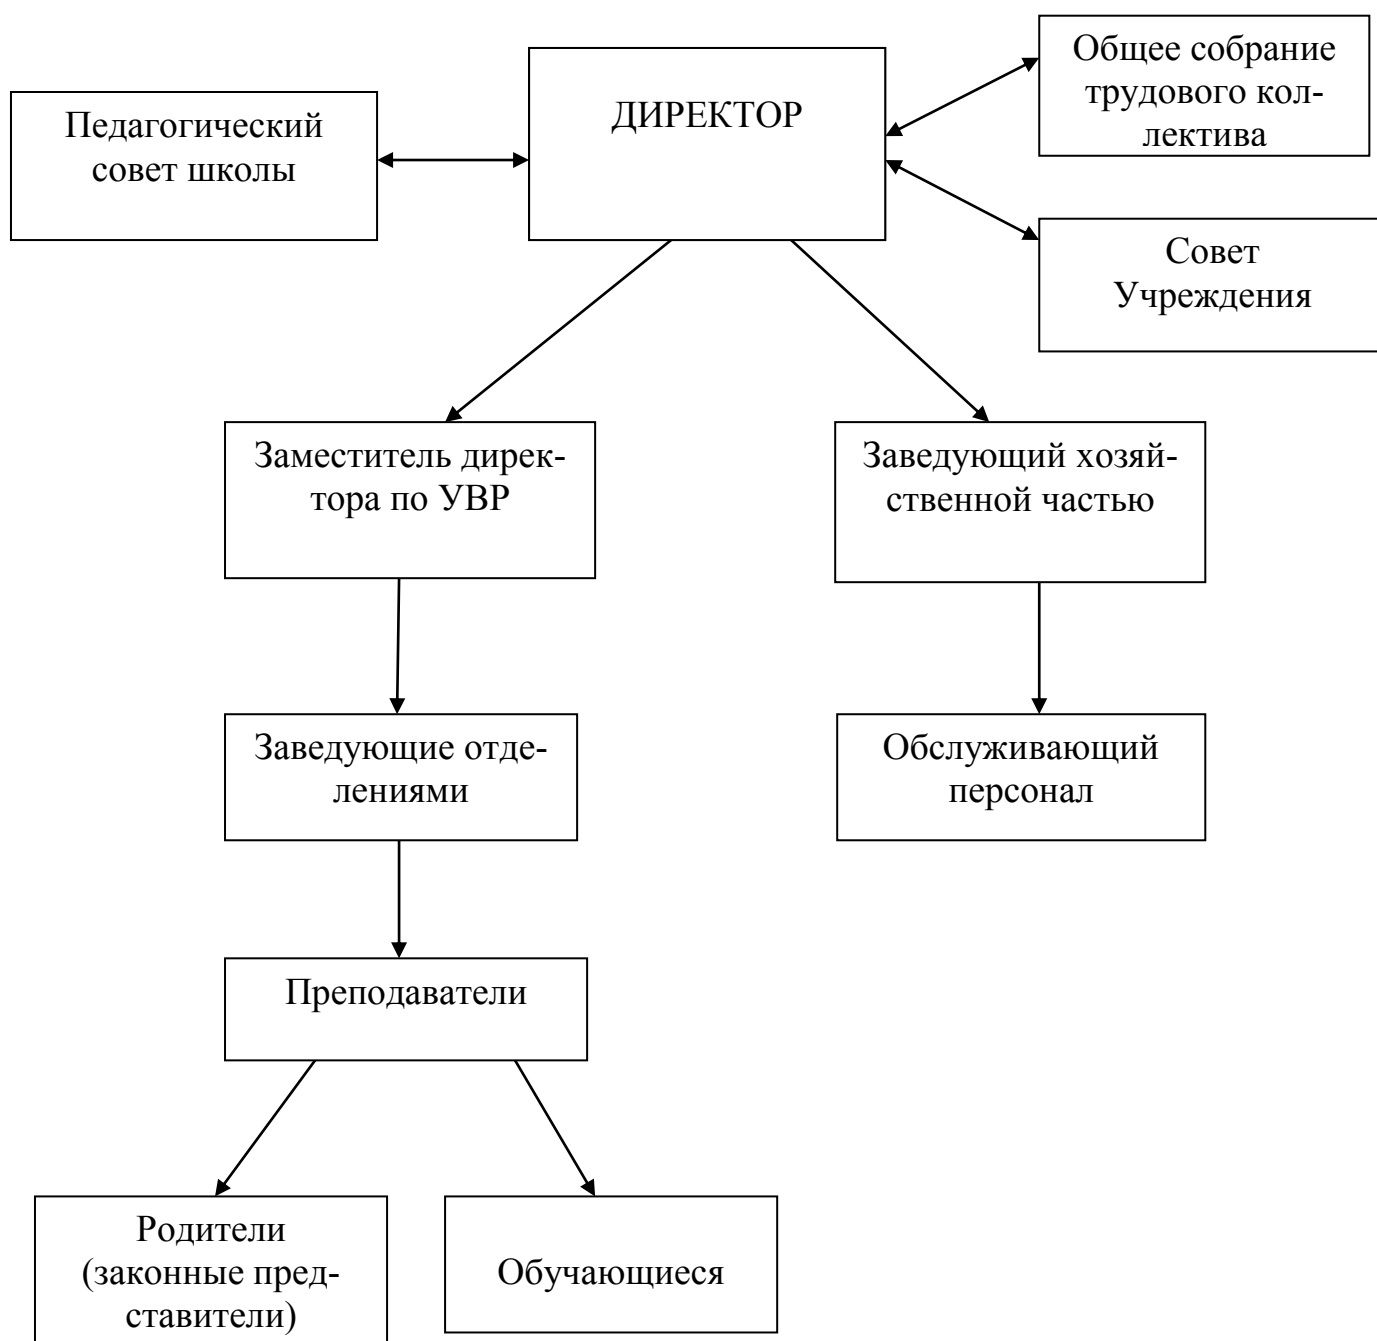 Педагогический
совет школы
ДИРЕКТОР
Общее собрание
трудового кол-
лектива
Совет
Учреждения
Заместитель дирек-
тора по УВР
Заведующий хозяй-
ственной частью
Заведующие отде-
лениями
Обслуживающий
персонал
Преподаватели
Родители
(законные пред-
ставители)
Обучающиеся